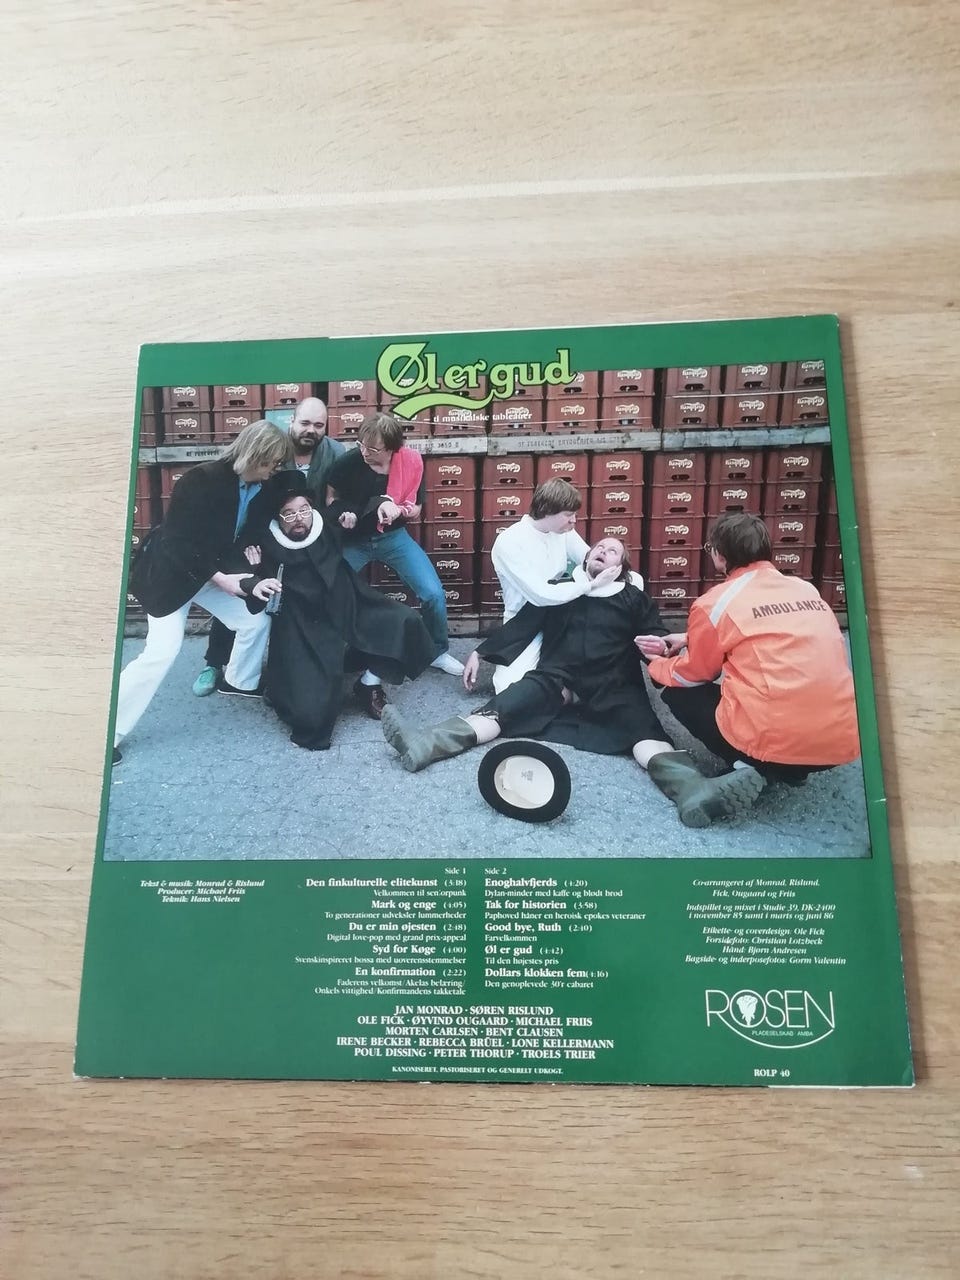 Øl er gud
ti musikalske tableauer
DE FORENEDE BRYGGERIER A/S
AMBULANCE
Tekst & musik: Monrad & Rislund
Producer: Michael Friis
Teknik: Hans Nielsen
Side 1
Den finkulturelle elitekunst (3:18)
Velkommen til sen'orpunk
Mark og enge (4:05)
To generationer udveksler lummerheder
Du er min øjesten (2:48)
Digital love-pop med grand prix-appeal
Syd for Køge (4:00)
Svenskinspireret bossa med uoverensstemmelser
En konfirmation (2:22)
Faderens velkomst/Akelas belæring/
Onkels vittighed/Konfirmandens takketale
Side 2
Enoghalvfjerds (4:20)
Dylan-minder med kaffe og blødt brød
Tak for historien (3:58)
Paphoved håner en heroisk epokes veteraner
Good bye, Ruth (2:40)
Farvelkommen
Øl er gud (4:42)
Til den højestes pris
Dollars klokken fem (4:16)
Den genoplevede 30'r cabaret
Co-arrangeret af Monrad, Rislund,
Fick, Ougaard og Friis
Indspillet og mixet i Studie 39, DK-2400
i november 85 samt i marts og juni 86
Etikette- og coverdesign: Ole Fick
Forsidefoto: Christian Lotzbeck
Hånd: Bjørn Andresen
Bagside- og inderposefotos: Gorm Valentin
JAN MONRAD · SØREN RISLUND
OLE FICK · ØYVIND OUGAARD · MICHAEL FRIIS
MORTEN CARLSEN · BENT CLAUSEN
IRENE BECKER · REBECCA BRÜEL · LONE KELLERMANN
POUL DISSING · PETER THORUP · TROELS TRIER
KANONISERET, PASTORISERET OG GENERELT UDKOGT.
ROSEN
PLADESELSKAB AMBA
ROLP 40